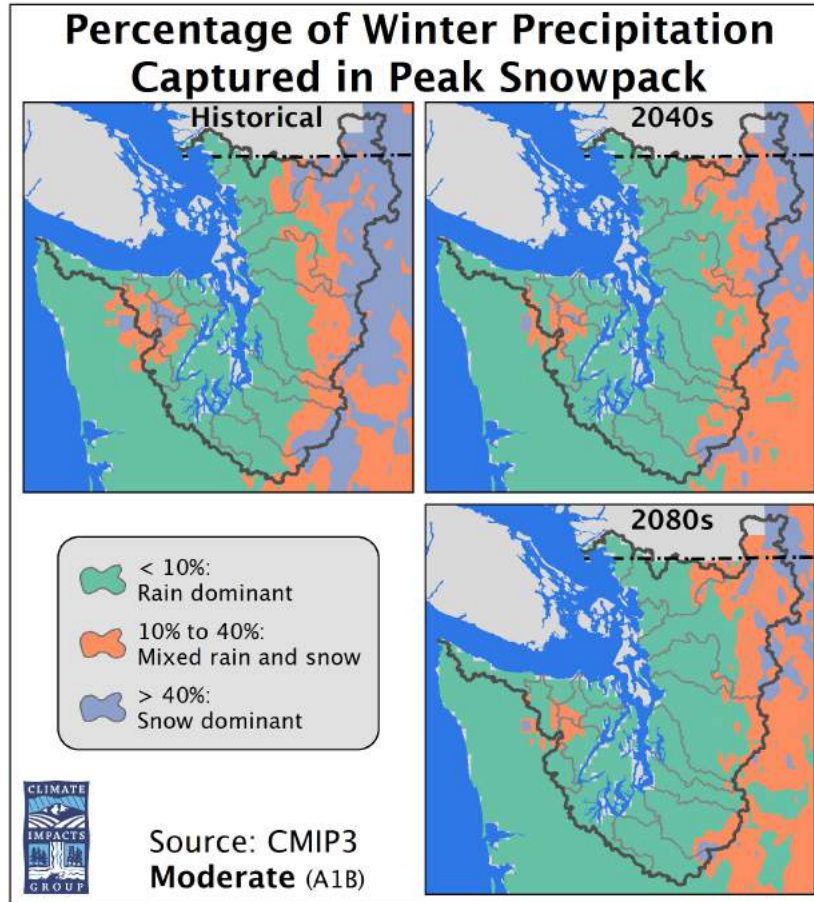 Percentage of Winter Precipitation
Captured in Peak Snowpack
Historical
2040s
2080s
< 10%:
Rain dominant
10% to 40%:
Mixed rain and snow
> 40%:
Snow dominant
CLIMATE
IMPACTS
GROUP
Source: CMIP3
Moderate (A1B)